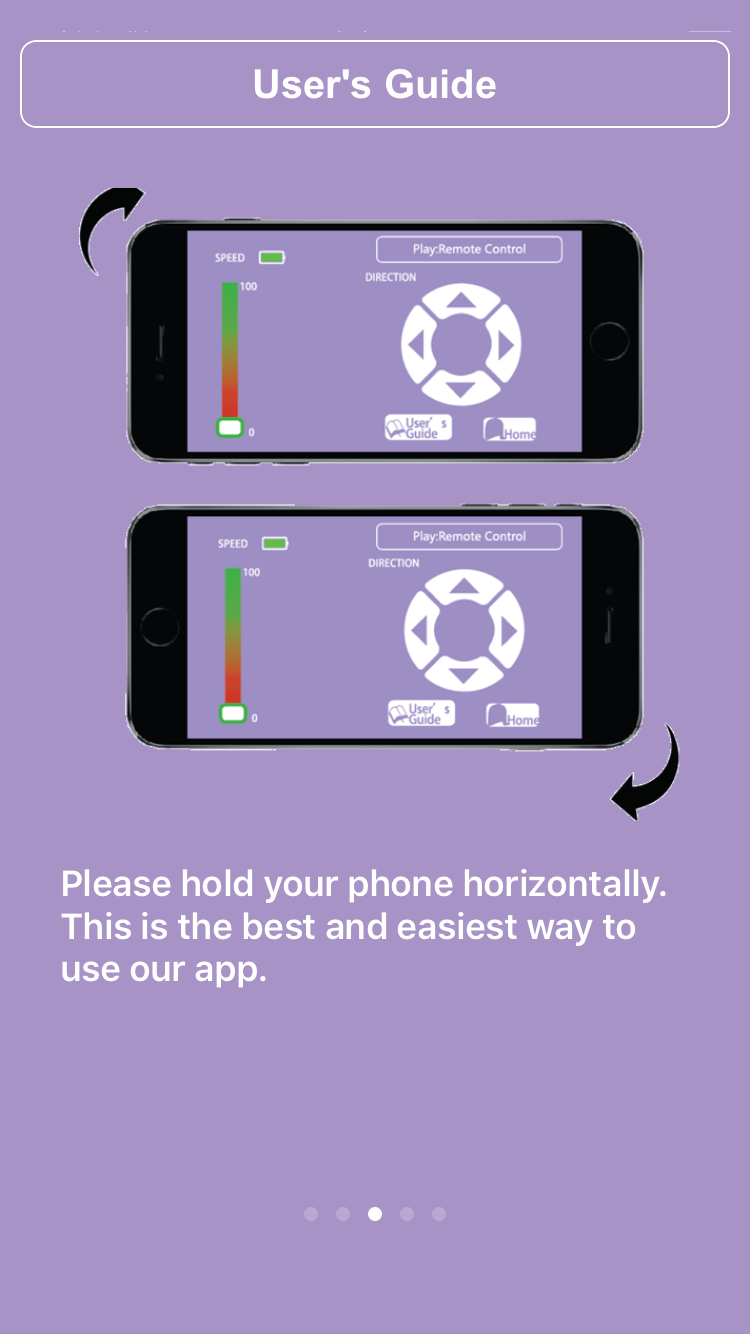 User's Guide
SPEED
Play:Remote Control
DIRECTION
100
User's
Guide
Home
0
SPEED
Play:Remote Control
DIRECTION
100
User's
Guide
Home
0
Please hold your phone horizontally.
This is the best and easiest way to
use our app.